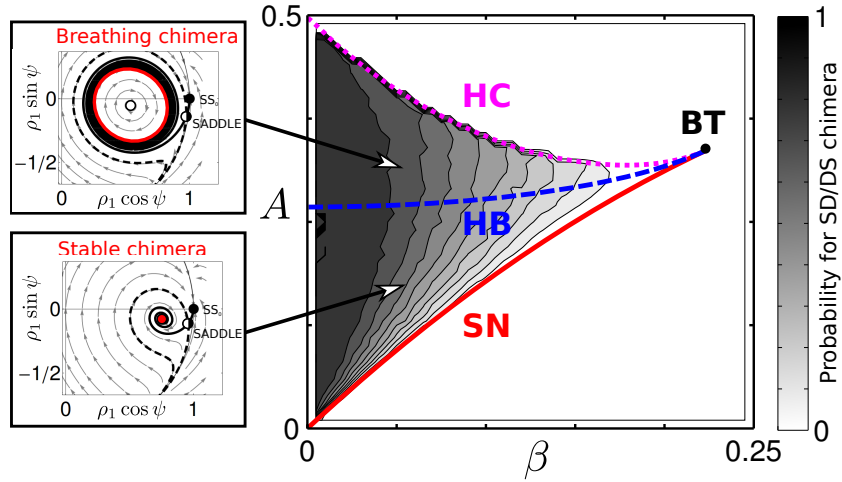 Breathing chimera
ρ₁ sin ψ
0
−1/2
SS₀
SADDLE
0
1
ρ₁ cos ψ
Stable chimera
ρ₁ sin ψ
0
−1/2
SS₀
SADDLE
0
1
ρ₁ cos ψ
0.5
A
0
HC
BT
HB
SN
0
β
0.25
1
Probability for SD/DS chimera
0